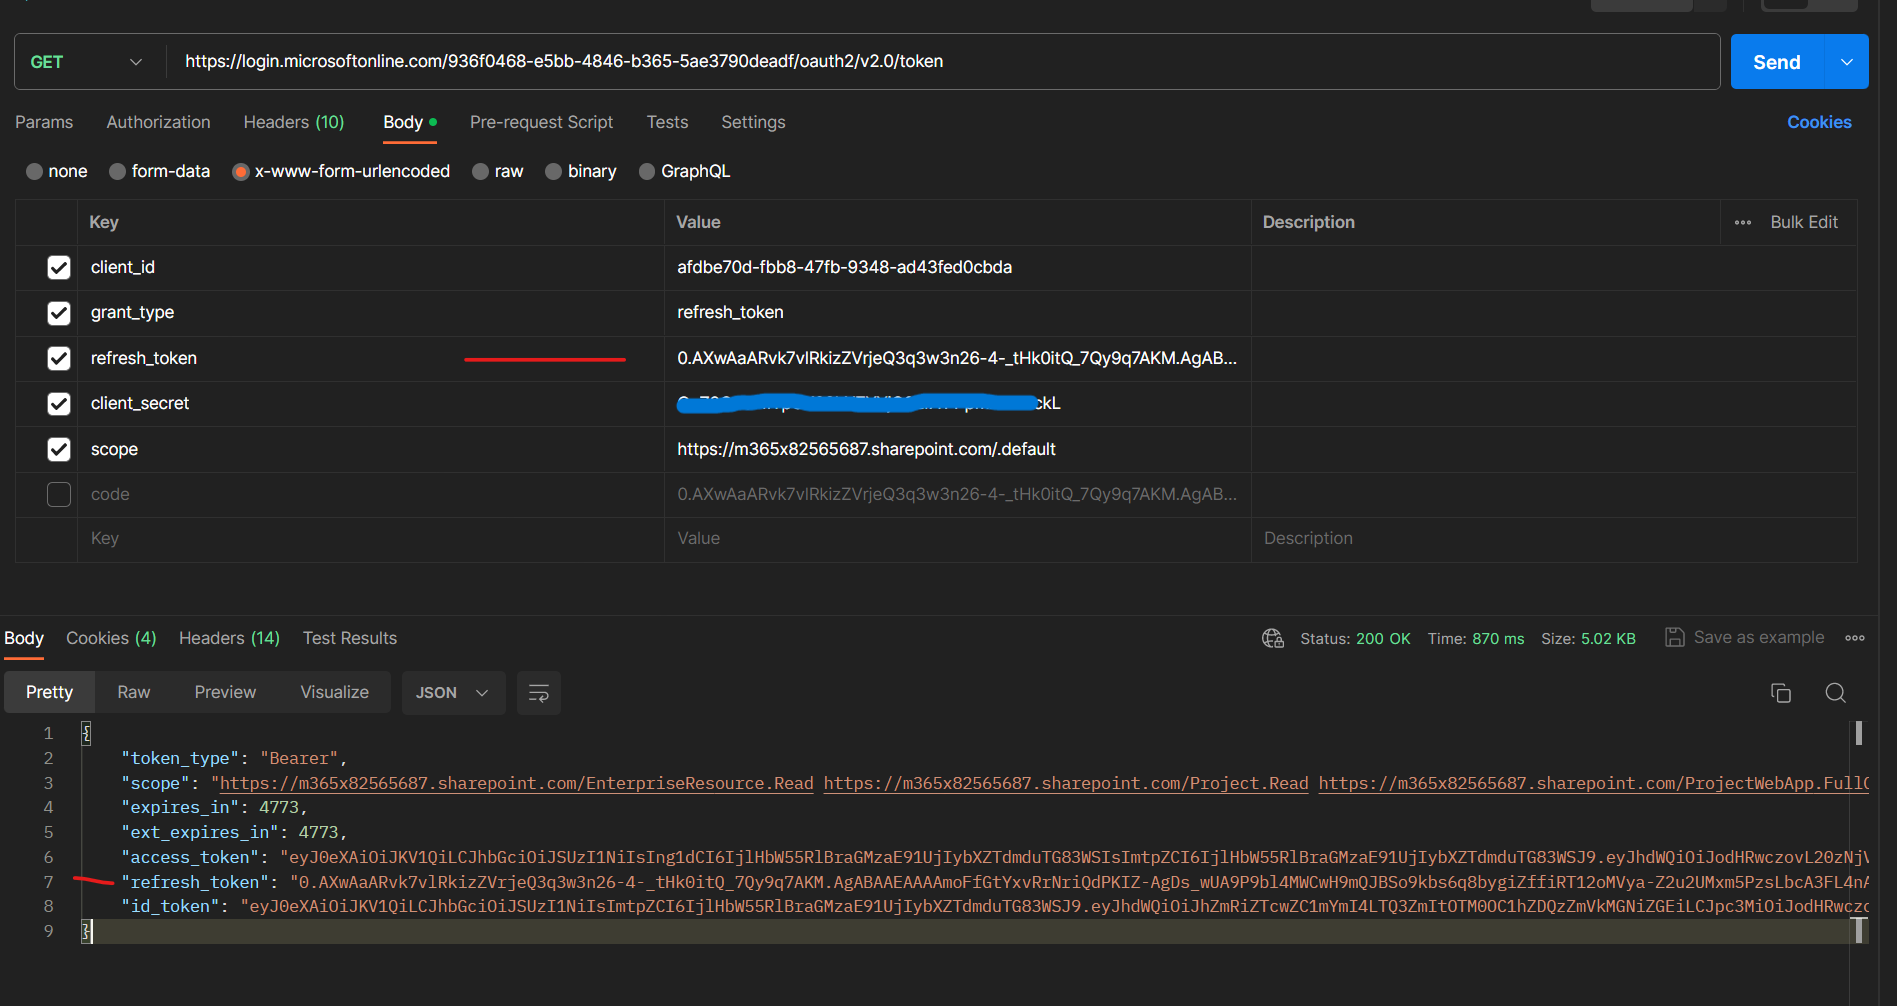 GET https://login.microsoftonline.com/936f0468-e5bb-4846-b365-5ae3790deadf/oauth2/v2.0/token Send
Params Authorization Headers (10) Body Pre-request Script Tests Settings Cookies
none form-data x-www-form-urlencoded raw binary GraphQL
Key Value Description Bulk Edit
client_id afdbe70d-fbb8-47fb-9348-ad43fed0cbda
grant_type refresh_token
refresh_token 0.AXwAaARvk7vlRkizZVrjeQ3q3w3n26-4-_tHk0itQ_7Qy9q7AKM.AgAB...
client_secret ckL
scope https://m365x82565687.sharepoint.com/.default
code 0.AXwAaARvk7vlRkizZVrjeQ3q3w3n26-4-_tHk0itQ_7Qy9q7AKM.AgAB...
Key Value Description
Body Cookies (4) Headers (14) Test Results Status: 200 OK Time: 870 ms Size: 5.02 KB Save as example
Pretty Raw Preview Visualize JSON
1 {
2 "token_type": "Bearer",
3 "scope": "https://m365x82565687.sharepoint.com/EnterpriseResource.Read https://m365x82565687.sharepoint.com/Project.Read https://m365x82565687.sharepoint.com/ProjectWebApp.FullC
4 "expires_in": 4773,
5 "ext_expires_in": 4773,
6 "access_token": "eyJ0eXAiOiJKV1QiLCJhbGciOiJSUzI1NiIsIng1dCI6IjlHbW55RlBraGMzaE91UjIybXZTdmduTG83WSIsImtpZCI6IjlHbW55RlBraGMzaE91UjIybXZTdmduTG83WSJ9.eyJhdWQiOiJodHRwczovL20zNjV
7 "refresh_token": "0.AXwAaARvk7vlRkizZVrjeQ3q3w3n26-4-_tHk0itQ_7Qy9q7AKM.AgABAAEAAAAmoFfGtYxvRrNriQdPKIZ-AgDs_wUA9P9bl4MWCwH9mQJBSo9kbs6q8bygiZffiRT12oMVya-Z2u2UMxm5PzsLbcA3FL4nA
8 "id_token": "eyJ0eXAiOiJKV1QiLCJhbGciOiJSUzI1NiIsImtpZCI6IjlHbW55RlBraGMzaE91UjIybXZTdmduTG83WSJ9.eyJhdWQiOiJhZmRiZTcwZC1mYmI4LTQ3ZmItOTM0OC1hZDQzZmVkMGNiZGEiLCJpc3MiOiJodHRwczo
9 }